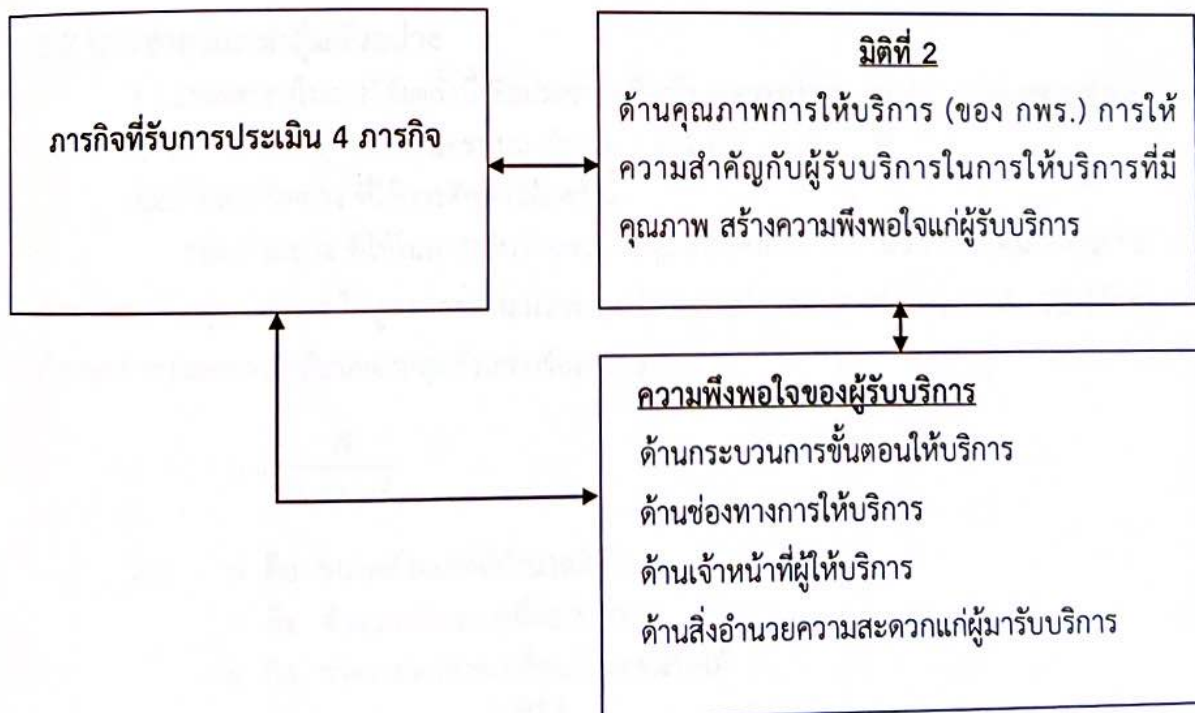 ภารกิจที่รับการประเมิน 4 ภารกิจ
มิติที่ 2
ด้านคุณภาพการให้บริการ (ของ กพร.) การให้
ความสำคัญกับผู้รับบริการในการให้บริการที่มี
คุณภาพ สร้างความพึงพอใจแก่ผู้รับบริการ
ความพึงพอใจของผู้รับบริการ
ด้านกระบวนการขั้นตอนให้บริการ
ด้านช่องทางการให้บริการ
ด้านเจ้าหน้าที่ผู้ให้บริการ
ด้านสิ่งอำนวยความสะดวกแก่ผู้มารับบริการ